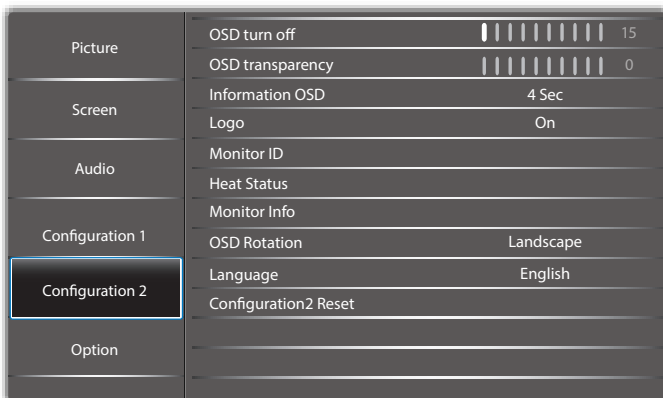 Picture
Screen
Audio
Configuration 1
Configuration 2
Option
OSD turn off 15
OSD transparency 0
Information OSD 4 Sec
Logo On
Monitor ID
Heat Status
Monitor Info
OSD Rotation Landscape
Language English
Configuration2 Reset